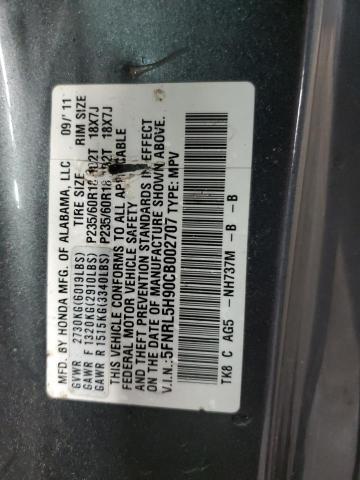 MFD. BY HONDA MFG. OF ALABAMA, LLC 09/'11
TIRE SIZE RIM SIZE
GVWR 2730KG(6019LBS)
GAWR F 1320KG(2910LBS) P235/60R18 102T 18X7J
GAWR R 1515KG(3340LBS) P235/60R18 102T 18X7J
THIS VEHICLE CONFORMS TO ALL APPLICABLE
FEDERAL MOTOR VEHICLE SAFETY
AND THEFT PREVENTION STANDARDS IN EFFECT
ON THE DATE OF MANUFACTURE SHOWN ABOVE.
V.I.N.:5FNRL5H90CB002707 TYPE: MPV
TK8 C AG5 -NH737M- B - B